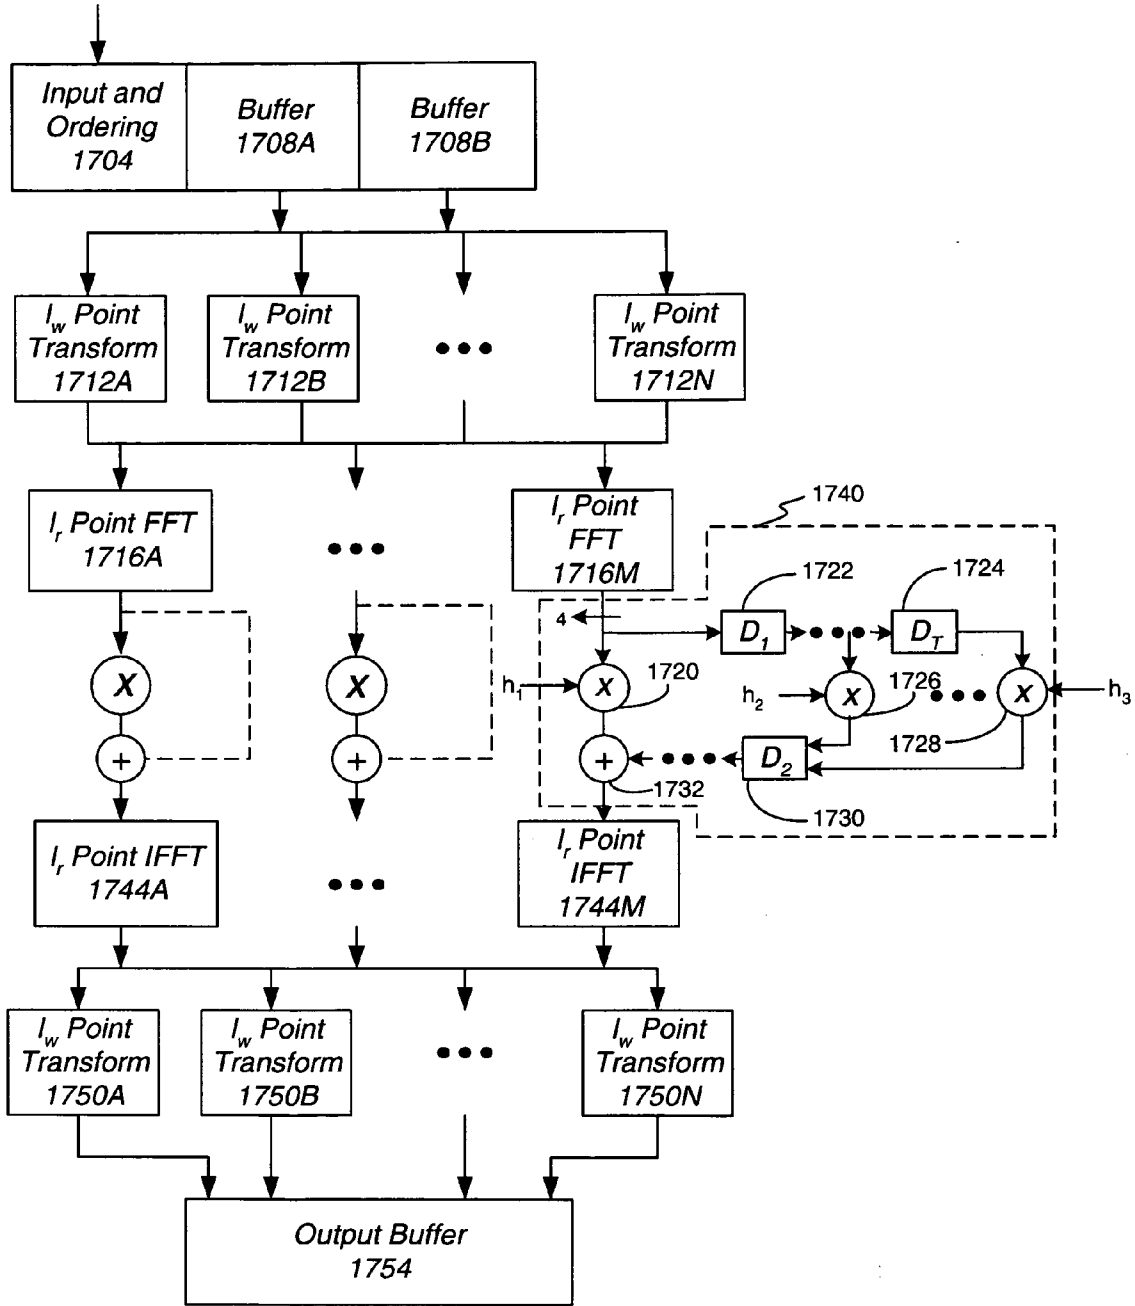 Input and
Ordering
1704
Buffer
1708A
Buffer
1708B
I_w Point
Transform
1712A
I_w Point
Transform
1712B
I_w Point
Transform
1712N
I_r Point FFT
1716A
I_r Point
FFT
1716M
1740
4
D_1
1722
D_T
1724
X
X
h_1
X
1720
h_2
X
1726
X
h_3
1728
+
+
+
1732
D_2
1730
I_r Point IFFT
1744A
I_r Point
IFFT
1744M
I_w Point
Transform
1750A
I_w Point
Transform
1750B
I_w Point
Transform
1750N
Output Buffer
1754